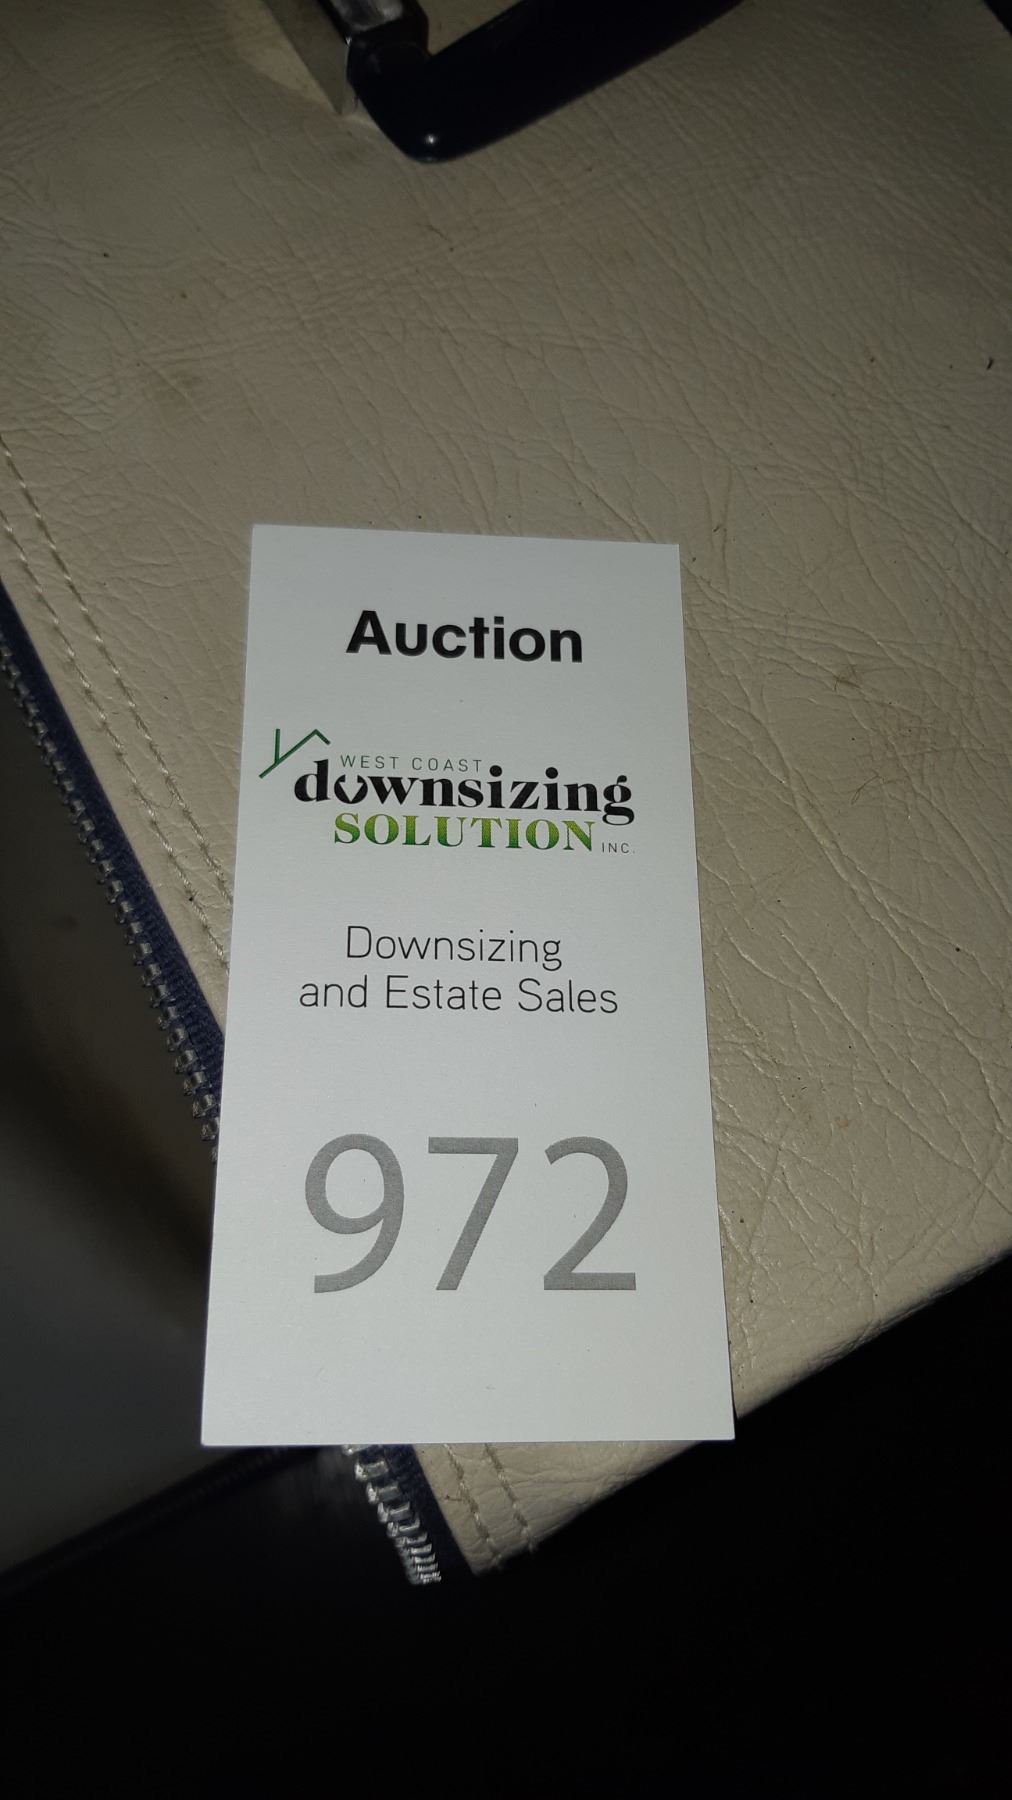 Auction
WEST COAST
downsizing
SOLUTION INC.
Downsizing
and Estate Sales
972